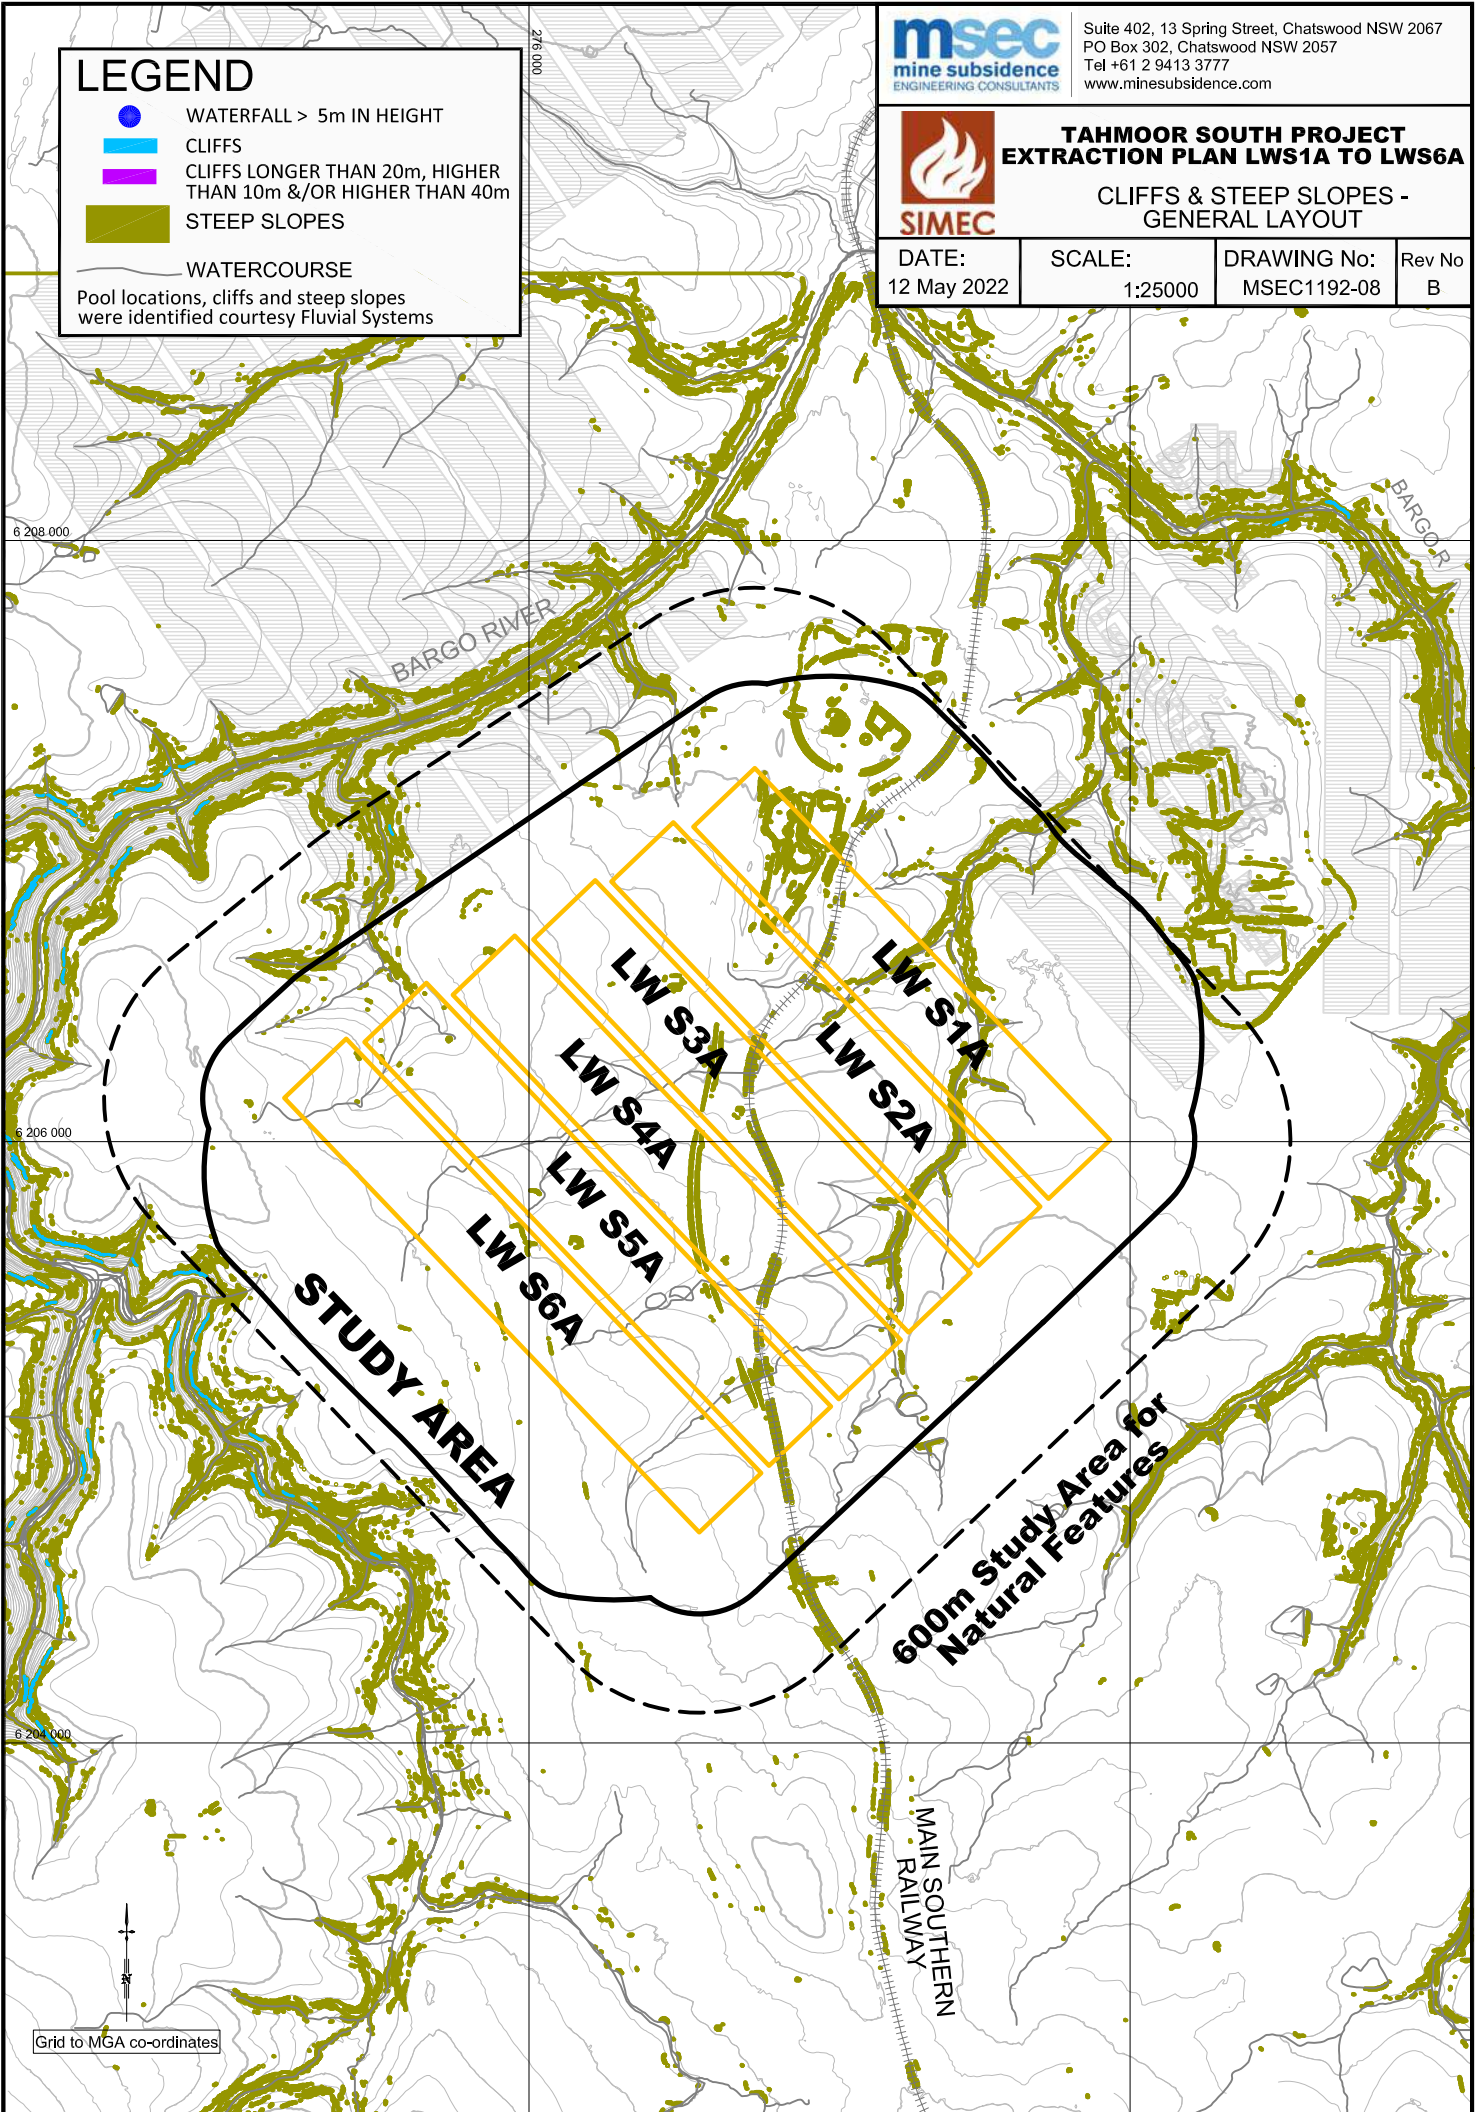 LEGEND
WATERFALL > 5m IN HEIGHT
CLIFFS
CLIFFS LONGER THAN 20m, HIGHER
THAN 10m &/OR HIGHER THAN 40m
STEEP SLOPES
WATERCOURSE
Pool locations, cliffs and steep slopes
were identified courtesy Fluvial Systems
276 000
msec
mine subsidence
ENGINEERING CONSULTANTS
Suite 402, 13 Spring Street, Chatswood NSW 2067
PO Box 302, Chatswood NSW 2057
Tel +61 2 9413 3777
www.minesubsidence.com
SIMEC
TAHMOOR SOUTH PROJECT
EXTRACTION PLAN LWS1A TO LWS6A
CLIFFS & STEEP SLOPES -
GENERAL LAYOUT
DATE:
12 May 2022
SCALE:
1:25000
DRAWING No:
MSEC1192-08
Rev No
B
BARGO R
6 208 000
BARGO RIVER
LW S1A
LW S2A
LW S3A
LW S4A
LW S5A
LW S6A
6 206 000
STUDY AREA
600m Study Area for
Natural Features
6 204 000
MAIN SOUTHERN
RAILWAY
N
Grid to MGA co-ordinates